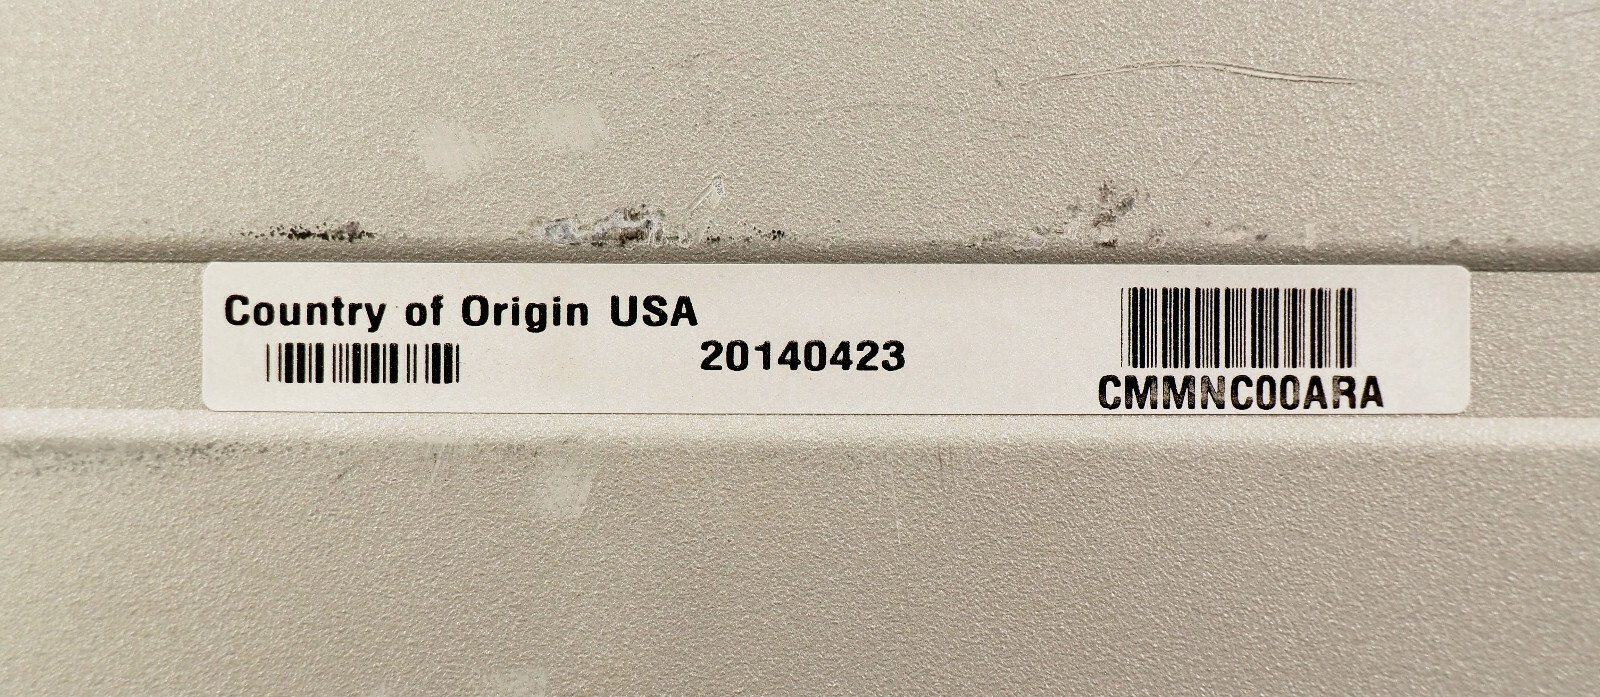 Country of Origin USA
20140423
CMMNC00ARA